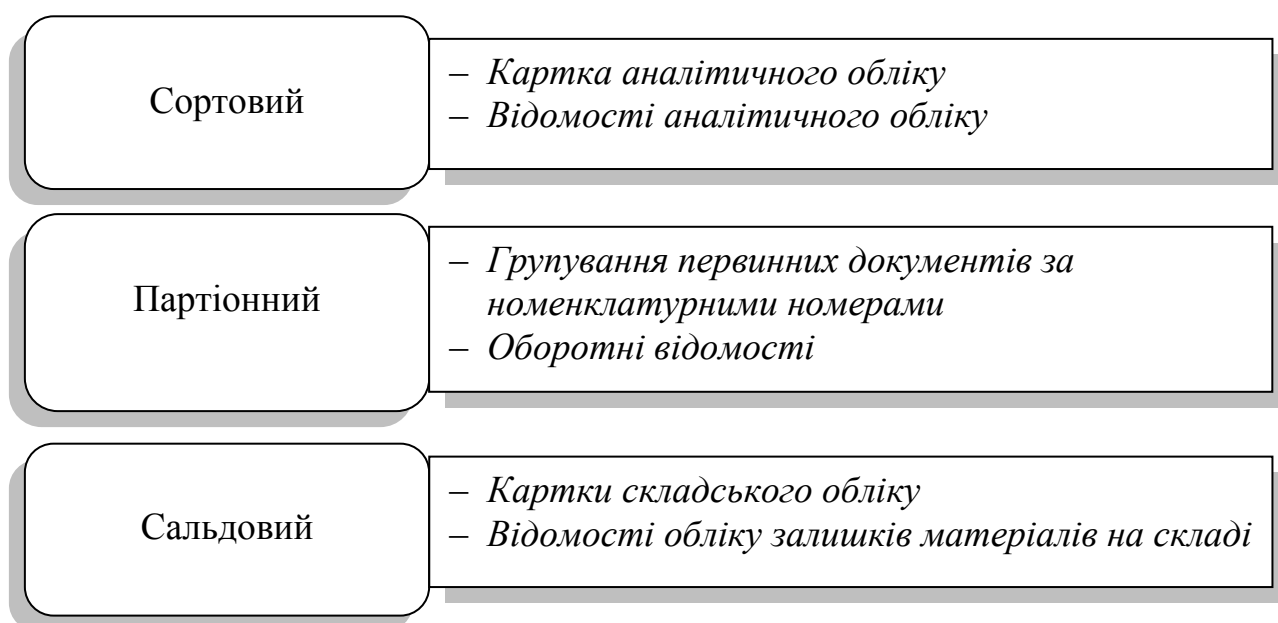 Сортовий
– Картка аналітичного обліку
– Відомості аналітичного обліку
Партіонний
– Групування первинних документів за
номенклатурними номерами
– Оборотні відомості
Сальдовий
– Картки складського обліку
– Відомості обліку залишків матеріалів на складі